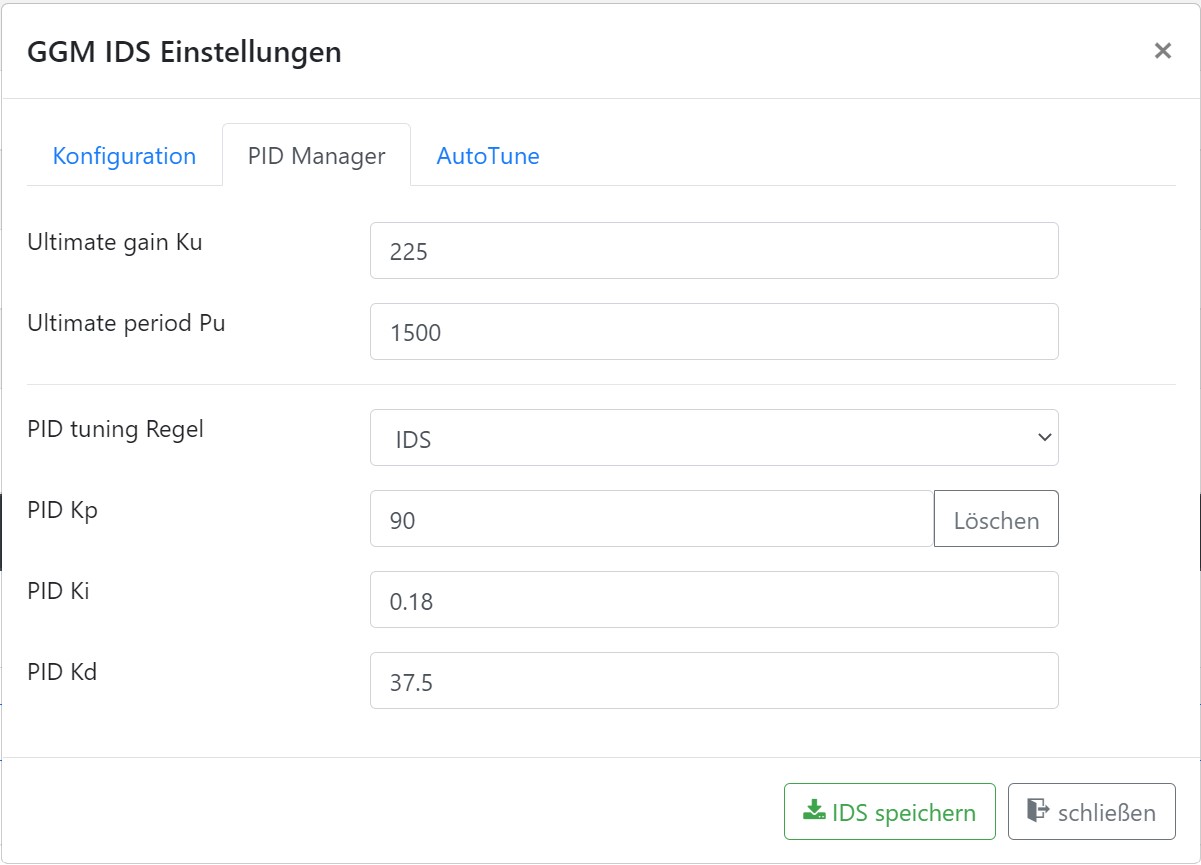 GGM IDS Einstellungen ×
Konfiguration PID Manager AutoTune
Ultimate gain Ku 225
Ultimate period Pu 1500
PID tuning Regel IDS
PID Kp 90 Löschen
PID Ki 0.18
PID Kd 37.5
IDS speichern schließen